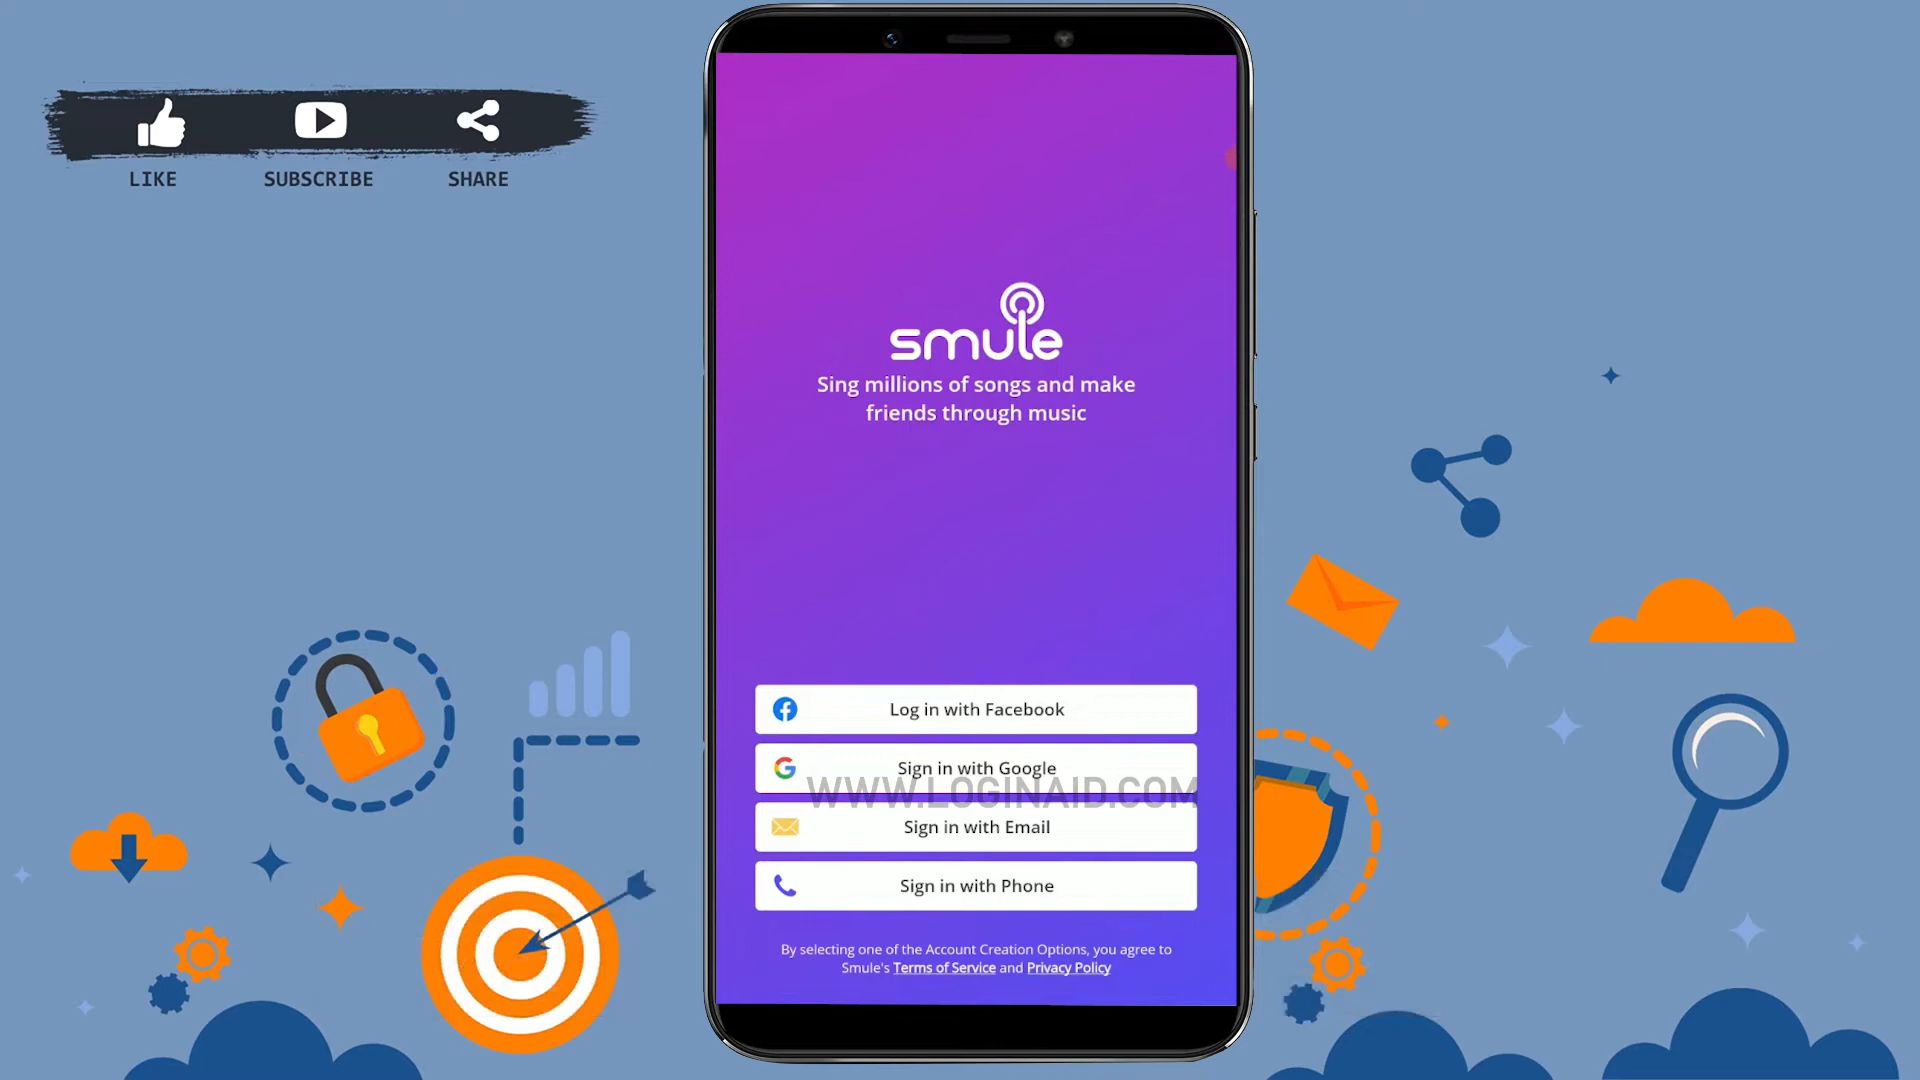 LIKE
SUBSCRIBE
SHARE
smule
Sing millions of songs and make
friends through music
Log in with Facebook
Sign in with Google
WWW.LOGINAID.COM
Sign in with Email
Sign in with Phone
By selecting one of the Account Creation Options, you agree to
Smule's Terms of Service and Privacy Policy